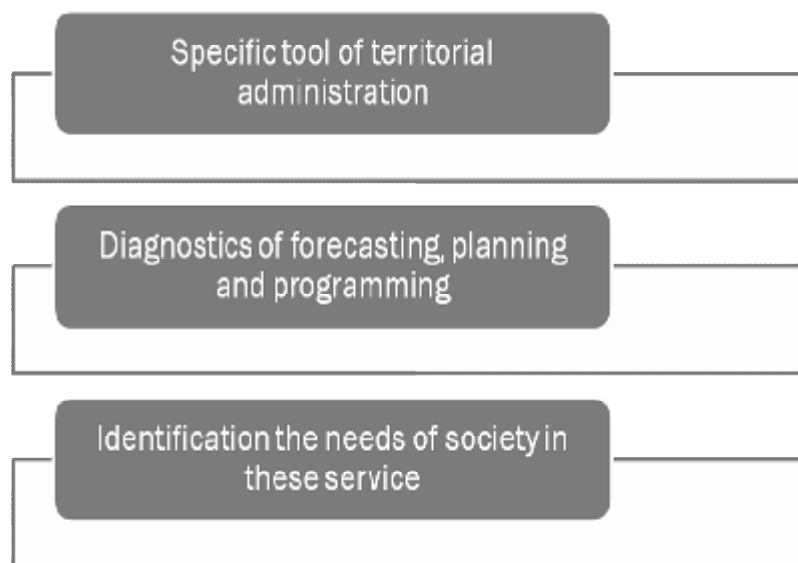 Specific tool of territorial
administration
Diagnostics of forecasting, planning
and programming
Identification the needs of society in
these service